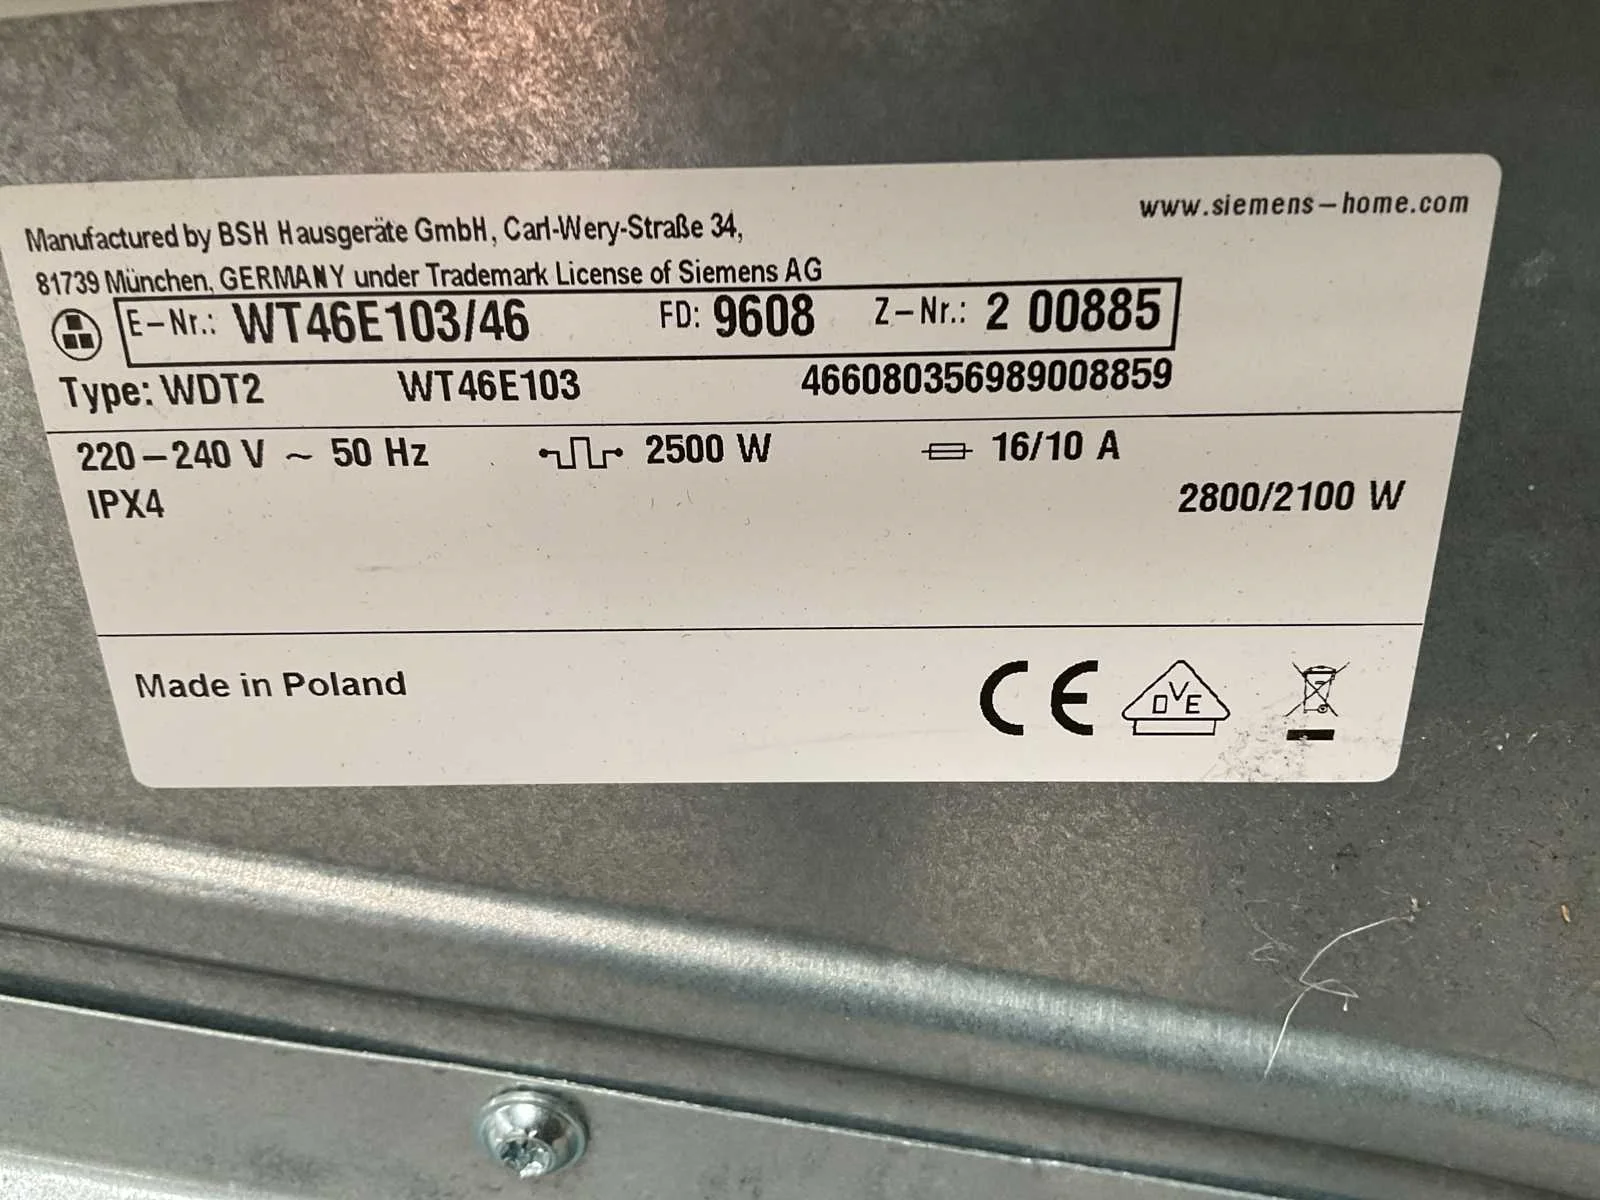 www.siemens-home.com
Manufactured by BSH Hausgeräte GmbH, Carl-Wery-Straße 34,
81739 München, GERMANY under Trademark License of Siemens AG
E-Nr.: WT46E103/46 FD: 9608 Z-Nr.: 2 00885
Type: WDT2 WT46E103 466080356989008859
220-240 V ~ 50 Hz 2500 W 16/10 A
IPX4 2800/2100 W
Made in Poland CE DVE